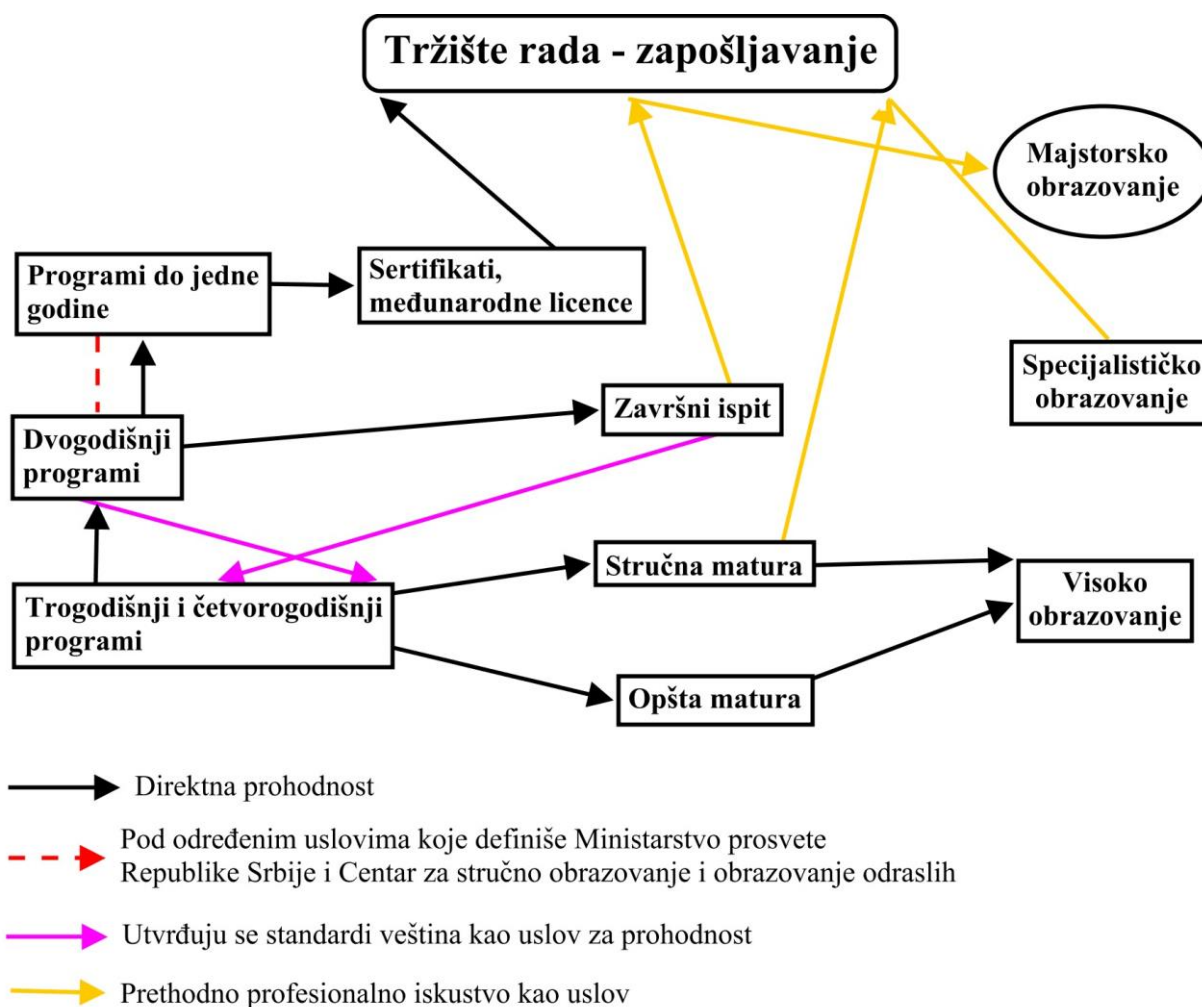 Tržište rada - zapošljavanje
Majstorsko
obrazovanje
Programi do jedne
godine
Sertifikati,
međunarodne licence
Specijalističko
obrazovanje
Dvogodišnji
programi
Završni ispit
Trogodišnji i četvorogodišnji
programi
Stručna matura
Visoko
obrazovanje
Opšta matura
Direktna prohodnost
Pod određenim uslovima koje definiše Ministarstvo prosvete
Republike Srbije i Centar za stručno obrazovanje i obrazovanje odraslih
Utvrđuju se standardi veština kao uslov za prohodnost
Prethodno profesionalno iskustvo kao uslov